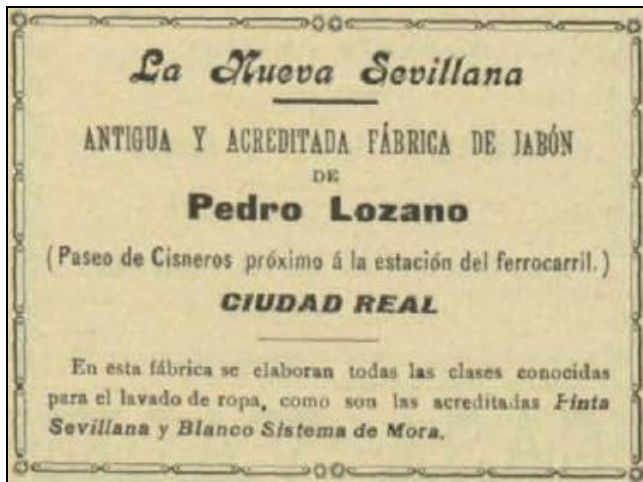 La Nueva Sevillana
ANTIGUA Y ACREDITADA FÁBRICA DE JABÓN
DE
Pedro Lozano
(Paseo de Cisneros próximo á la estación del ferrocarril.)
CIUDAD REAL
En esta fábrica se elaboran todas las clases conocidas
para el lavado de ropa, como son las acreditadas Pinta
Sevillana y Blanco Sistema de Mora.